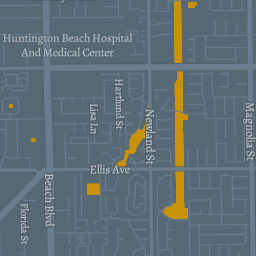 Huntington Beach Hospital
And Medical Center
Hartlund St
Lisa Ln
Newland St
Magnolia St
Ellis Ave
Beach Blvd
Florida St